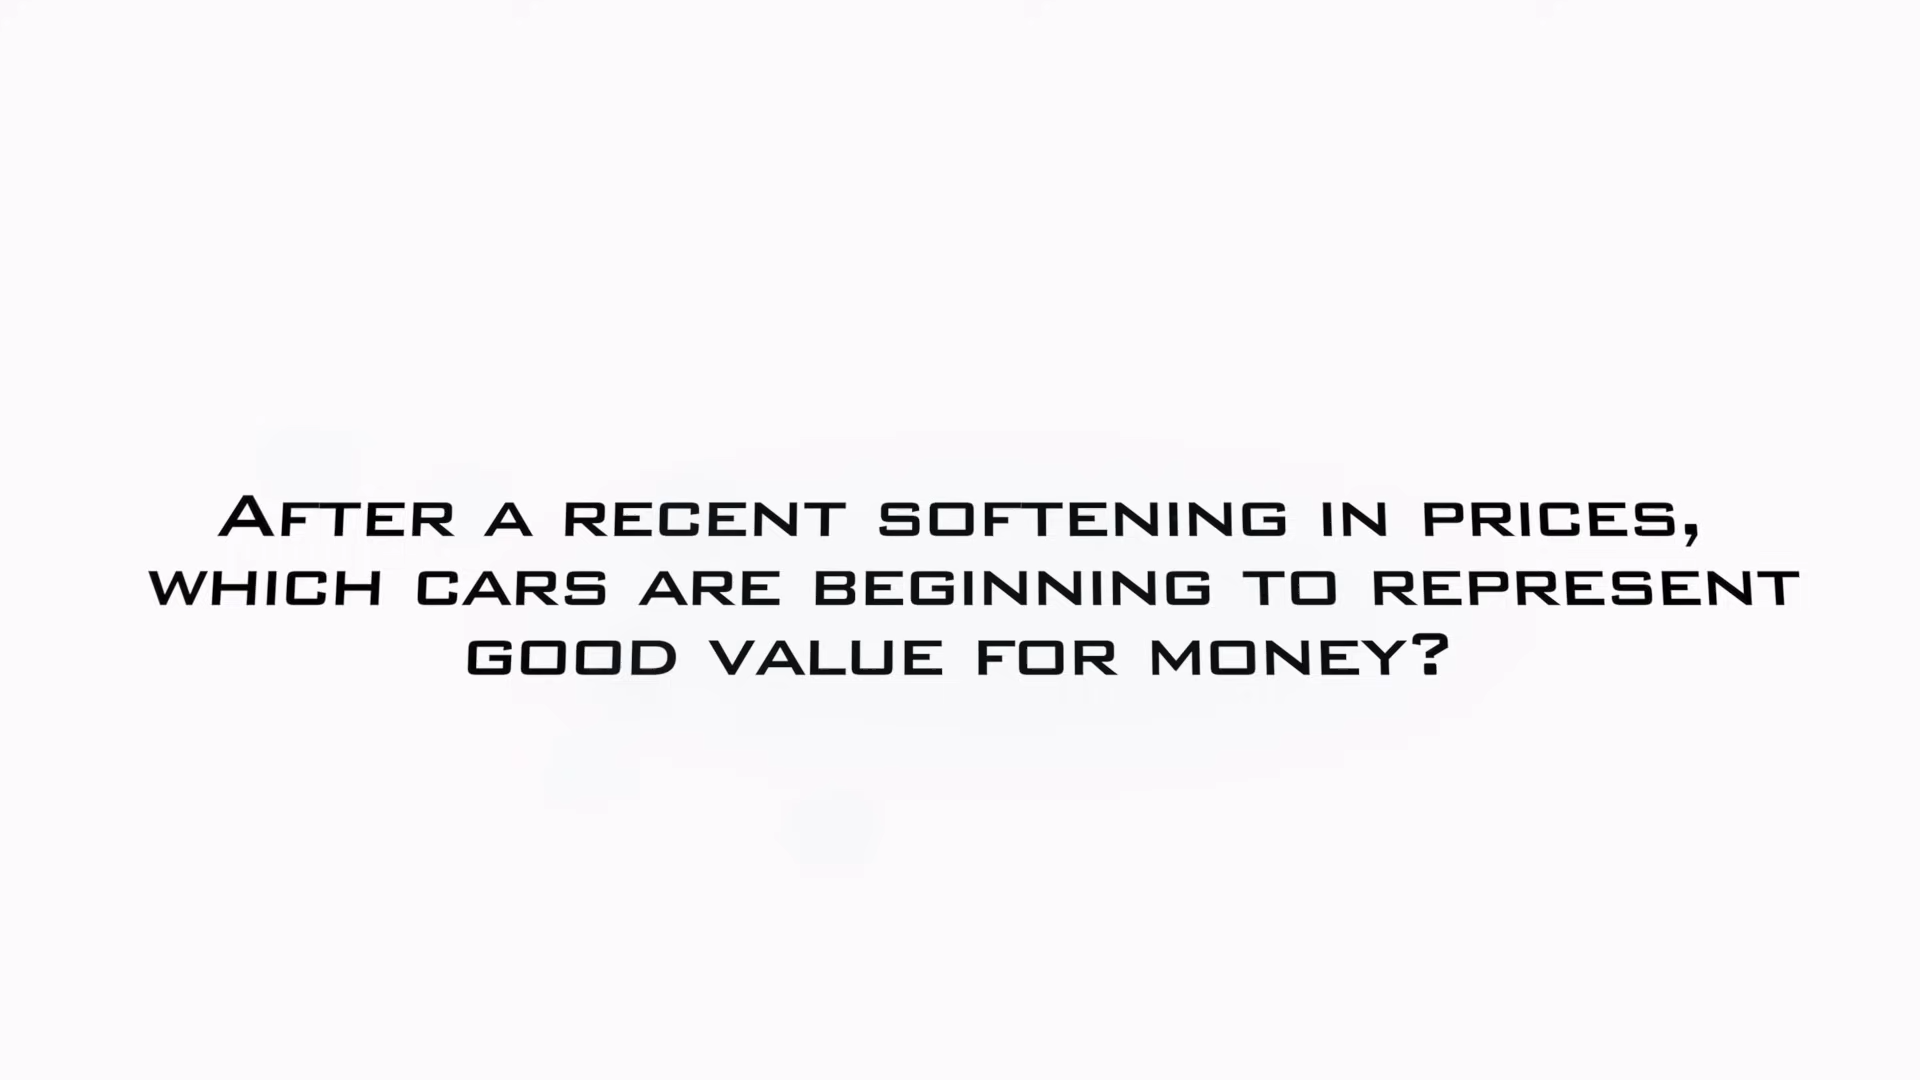 After a recent softening in prices,
which cars are beginning to represent
good value for money?